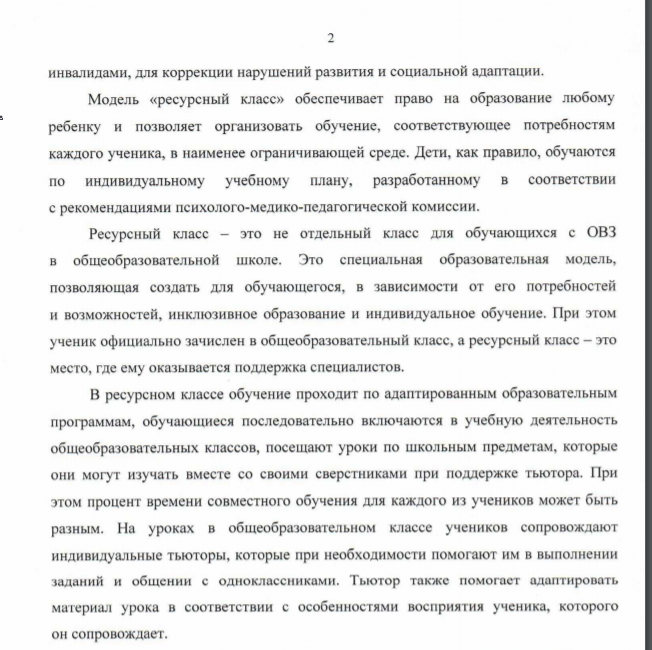 2
инвалидами, для коррекции нарушений развития и социальной адаптации.
Модель «ресурсный класс» обеспечивает право на образование любому
ребенку и позволяет организовать обучение, соответствующее потребностям
каждого ученика, в наименее ограничивающей среде. Дети, как правило, обучаются
по индивидуальному учебному плану, разработанному в соответствии
с рекомендациями психолого-медико-педагогической комиссии.
Ресурсный класс – это не отдельный класс для обучающихся с ОВЗ
в общеобразовательной школе. Это специальная образовательная модель,
позволяющая создать для обучающегося, в зависимости от его потребностей
и возможностей, инклюзивное образование и индивидуальное обучение. При этом
ученик официально зачислен в общеобразовательный класс, а ресурсный класс – это
место, где ему оказывается поддержка специалистов.
В ресурсном классе обучение проходит по адаптированным образовательным
программам, обучающиеся последовательно включаются в учебную деятельность
общеобразовательных классов, посещают уроки по школьным предметам, которые
они могут изучать вместе со своими сверстниками при поддержке тьютора. При
этом процент времени совместного обучения для каждого из учеников может быть
разным. На уроках в общеобразовательном классе учеников сопровождают
индивидуальные тьюторы, которые при необходимости помогают им в выполнении
заданий и общении с одноклассниками. Тьютор также помогает адаптировать
материал урока в соответствии с особенностями восприятия ученика, которого
он сопровождает.